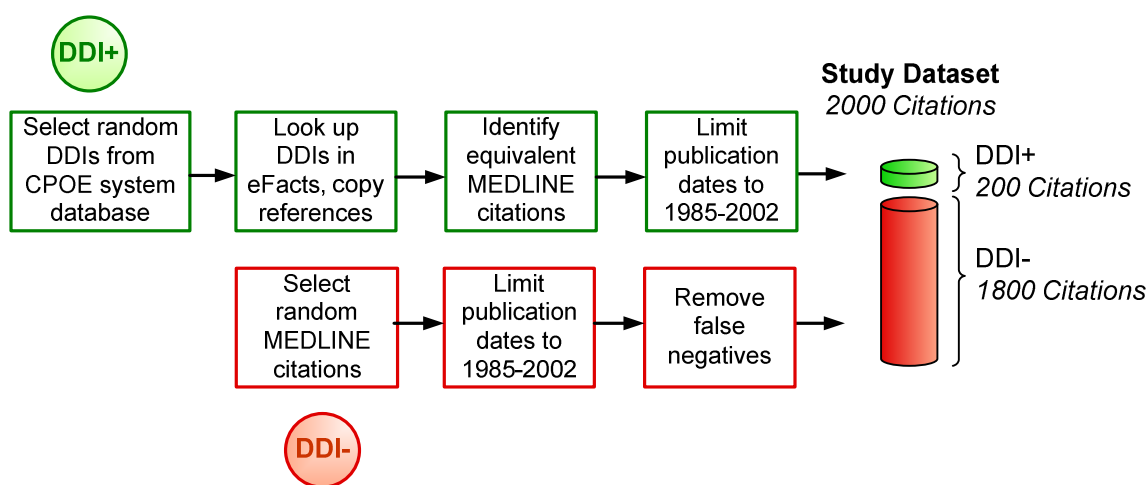 DDI+
Select random
DDIs from
CPOE system
database
Look up
DDIs in
eFacts, copy
references
Identify
equivalent
MEDLINE
citations
Limit
publication
dates to
1985-2002
Study Dataset
2000 Citations
DDI+
200 Citations
DDI-
1800 Citations
Select
random
MEDLINE
citations
Limit
publication
dates to
1985-2002
Remove
false
negatives
DDI-